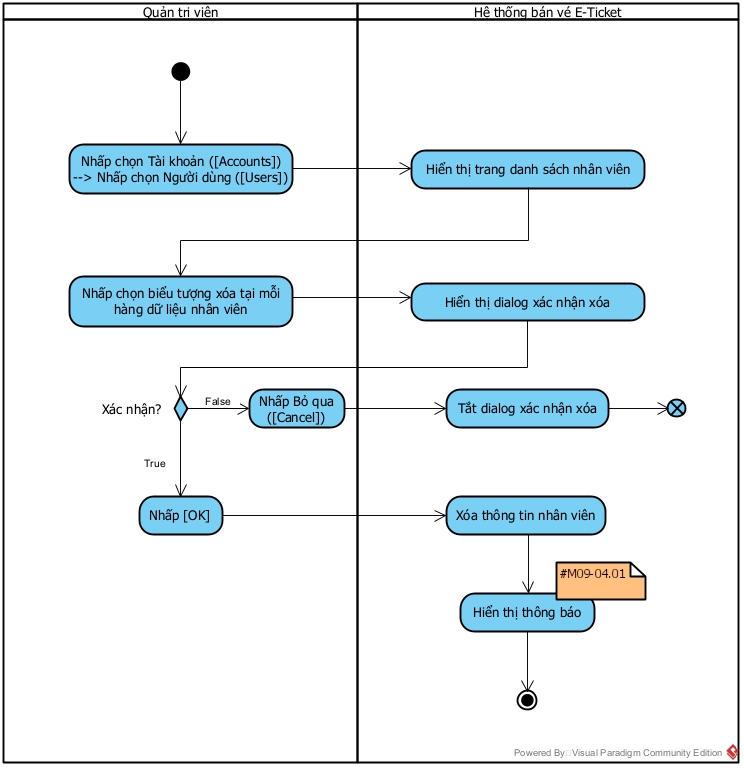 Quản trị viên
Hệ thống bán vé E-Ticket
Nhấp chọn Tài khoản ([Accounts])
--> Nhấp chọn Người dùng ([Users])
Hiển thị trang danh sách nhân viên
Nhấp chọn biểu tượng xóa tại mỗi
hàng dữ liệu nhân viên
Hiển thị dialog xác nhận xóa
Xác nhận?
False
Nhấp Bỏ qua
([Cancel])
Tắt dialog xác nhận xóa
True
Nhấp [OK]
Xóa thông tin nhân viên
#M09-04.01
Hiển thị thông báo
Powered By Visual Paradigm Community Edition